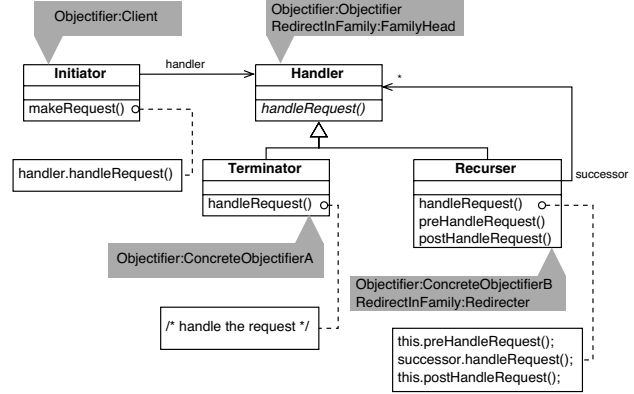 Objectifier:Client
Objectifier:Objectifier
RedirectInFamily:FamilyHead
Initiator
handler
Handler
*
makeRequest()
handleRequest()
handler.handleRequest()
Terminator
Recurser
successor
handleRequest()
handleRequest()
preHandleRequest()
postHandleRequest()
Objectifier:ConcreteObjectifierA
Objectifier:ConcreteObjectifierB
RedirectInFamily:Redirecter
/* handle the request */
this.preHandleRequest();
successor.handleRequest();
this.postHandleRequest();